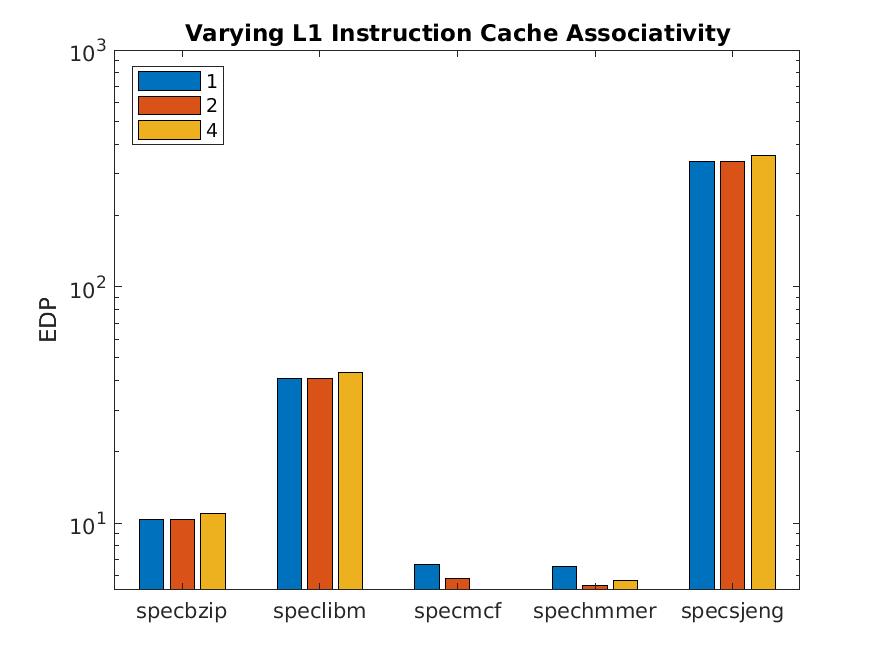 Varying L1 Instruction Cache Associativity
10^3
1
2
4
EDP
10^2
10^1
specbzip speclibm specmcf spechmmer specsjeng